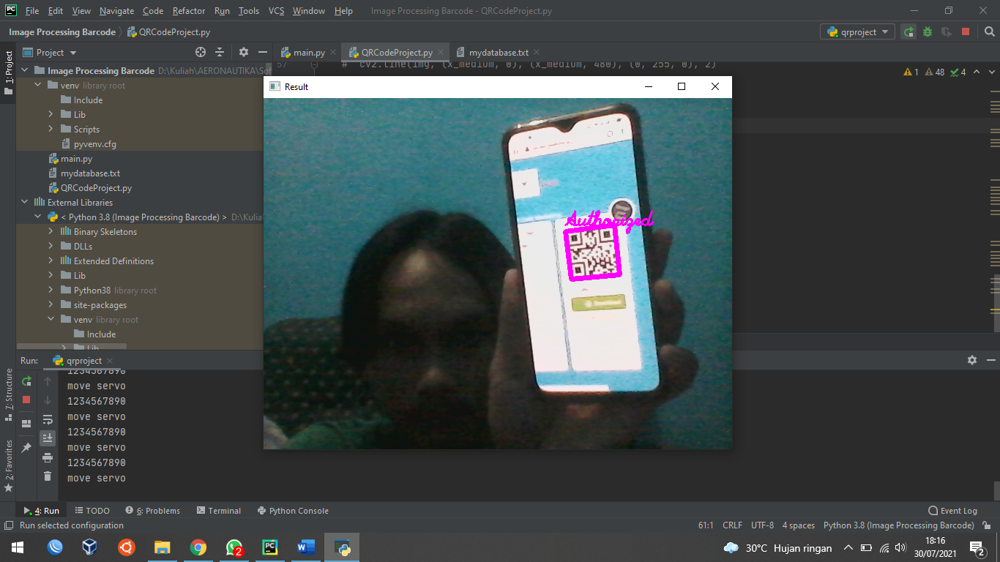 File Edit View Navigate Code Refactor Run Tools VCS Window Help Image Processing Barcode - QRCodeProject.py
Image Processing Barcode QRCodeProject.py qrproject
1: Project
Project main.py QRCodeProject.py mydatabase.txt
57 # cv2.line(img, (x_medium, 0), (x_medium, 480), (0, 255, 0), 2)
1 48 4
Image Processing Barcode D:\Kuliah\AERONAUTIKA\Sof
venv library root
Include
Lib
Scripts
pyvenv.cfg
main.py
mydatabase.txt
QRCodeProject.py
External Libraries
< Python 3.8 (Image Processing Barcode) > D:\Kulia
Binary Skeletons
DLLs
Extended Definitions
Lib
Python38 library root
site-packages
venv library root
Include
Lib
Result
Authorized
Run: qrproject
1234567890
move servo
1234567890
move servo
1234567890
move servo
1234567890
move servo
7: Structure
2: Favorites
4: Run TODO 6: Problems Terminal Python Console Event Log
Run selected configuration 61:1 CRLF UTF-8 4 spaces Python 3.8 (Image Processing Barcode)
2 30°C Hujan ringan 18:16
30/07/2021 2